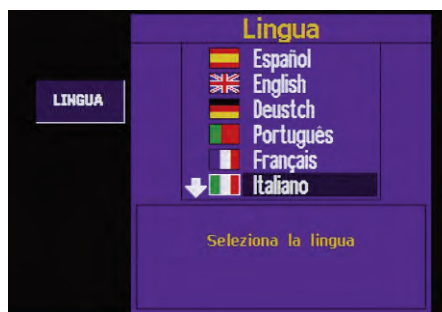 Lingua
LINGUA
Español
English
Deustch
Português
Français
Italiano
Seleziona la lingua